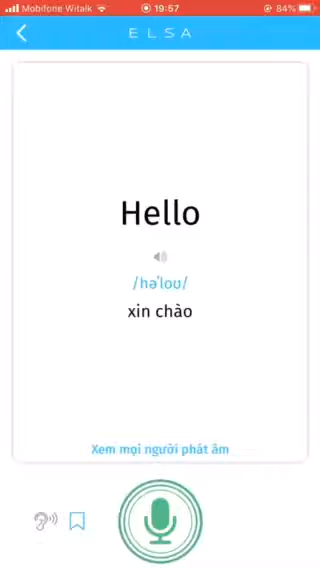 Mobifone Witalk 19:57 84%
ELSA
Hello
/həˈloʊ/
xin chào
Xem mọi người phát âm